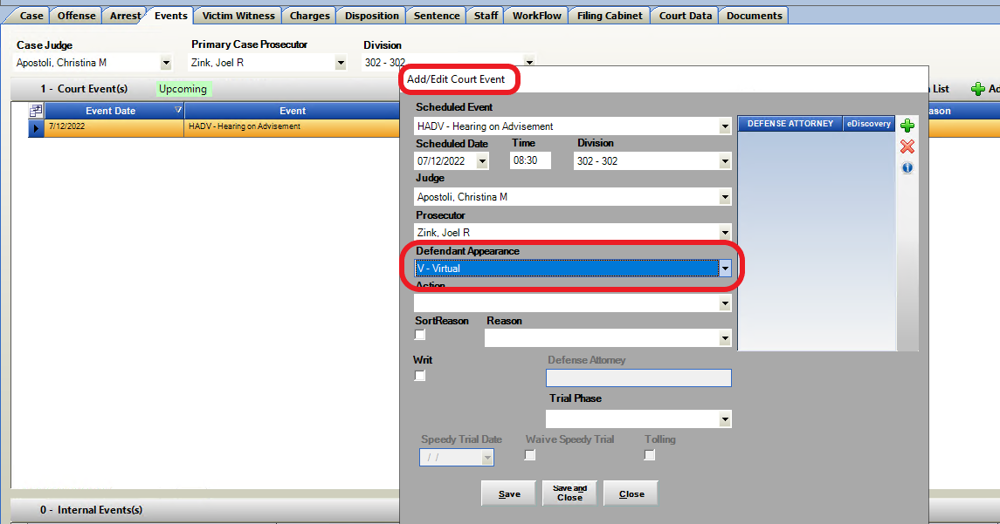 Case Offense Arrest Events Victim Witness Charges Disposition Sentence Staff WorkFlow Filing Cabinet Court Data Documents
Case Judge Primary Case Prosecutor Division
Apostoli, Christina M Zink, Joel R 302 - 302
1 - Court Event(s) Upcoming List
Event Date Event
7/12/2022 HADV - Hearing on Advisement
Add/Edit Court Event
Scheduled Event
HADV - Hearing on Advisement
Scheduled Date Time Division
07/12/2022 08:30 302 - 302
Judge
Apostoli, Christina M
Prosecutor
Zink, Joel R
Defendant Appearance
V - Virtual
Action
SortReason Reason
Writ Defense Attorney
Trial Phase
Speedy Trial Date Waive Speedy Trial Tolling
/ /
Save Save and Close Close
DEFENSE ATTORNEY eDiscovery
0 - Internal Events(s)